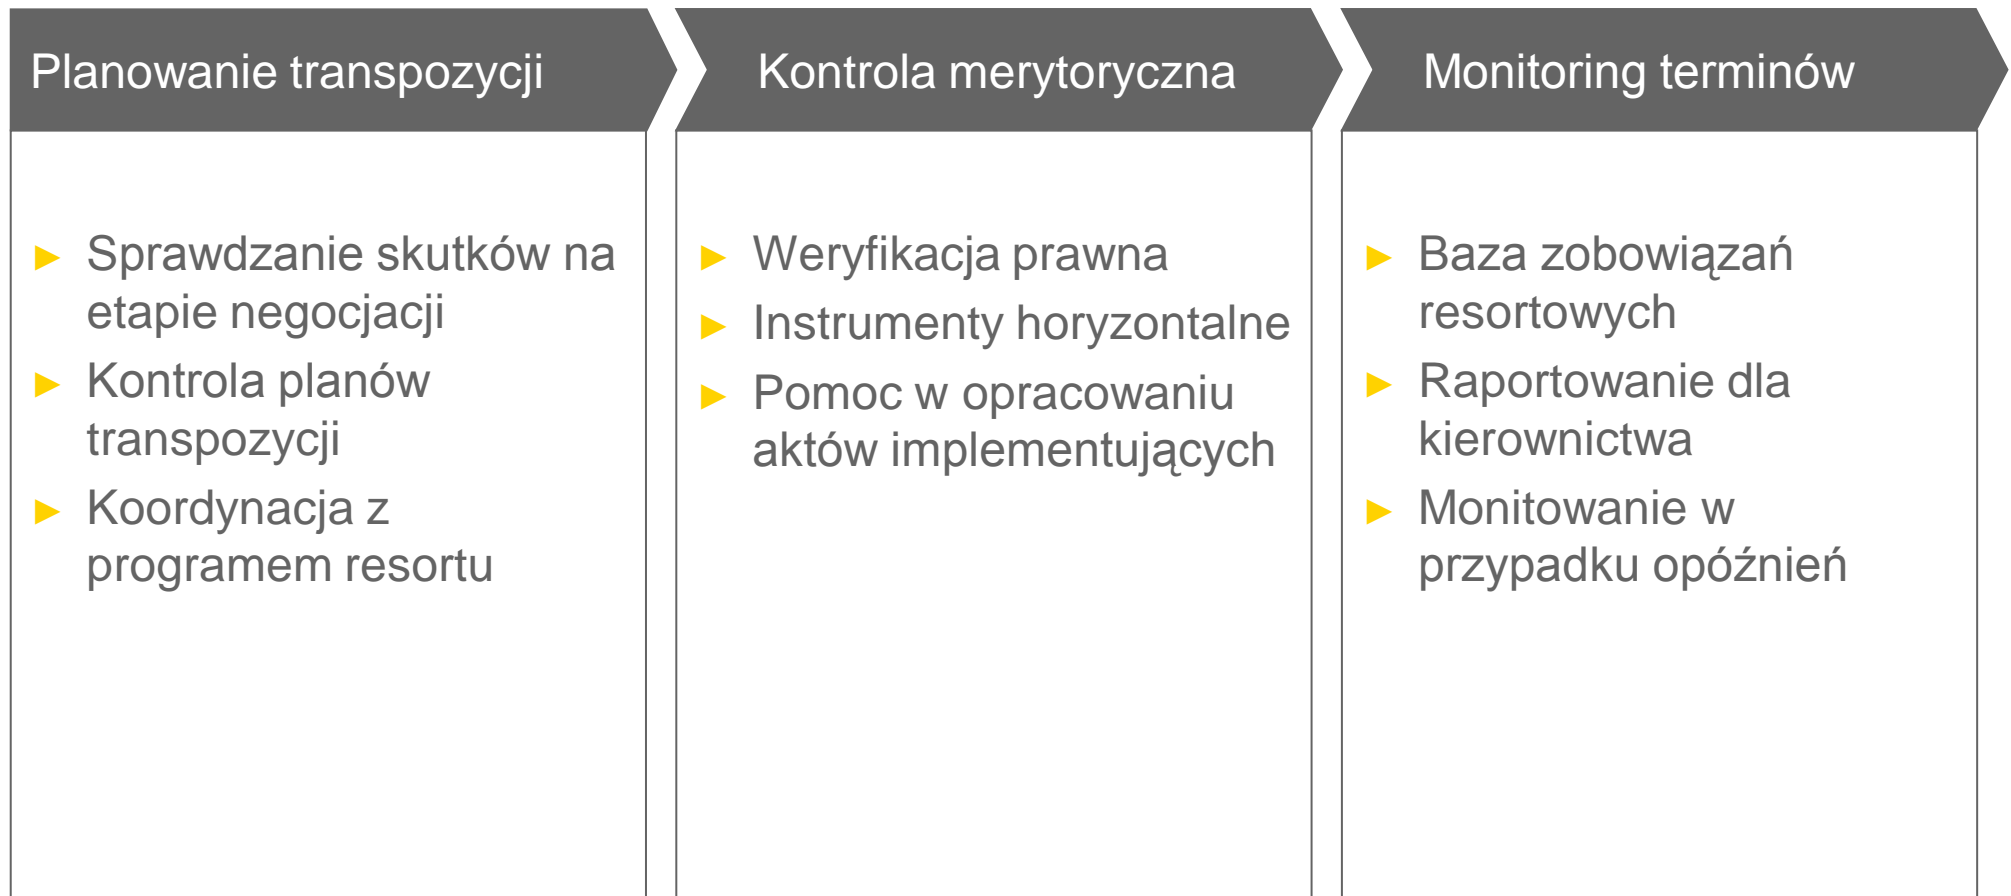 Planowanie transpozycji
► Sprawdzanie skutków na
etapie negocjacji
► Kontrola planów
transpozycji
► Koordynacja z
programem resortu
Kontrola merytoryczna
► Weryfikacja prawna
► Instrumenty horyzontalne
► Pomoc w opracowaniu
aktów implementujących
Monitoring terminów
► Baza zobowiązań
resortowych
► Raportowanie dla
kierownictwa
► Monitowanie w
przypadku opóźnień